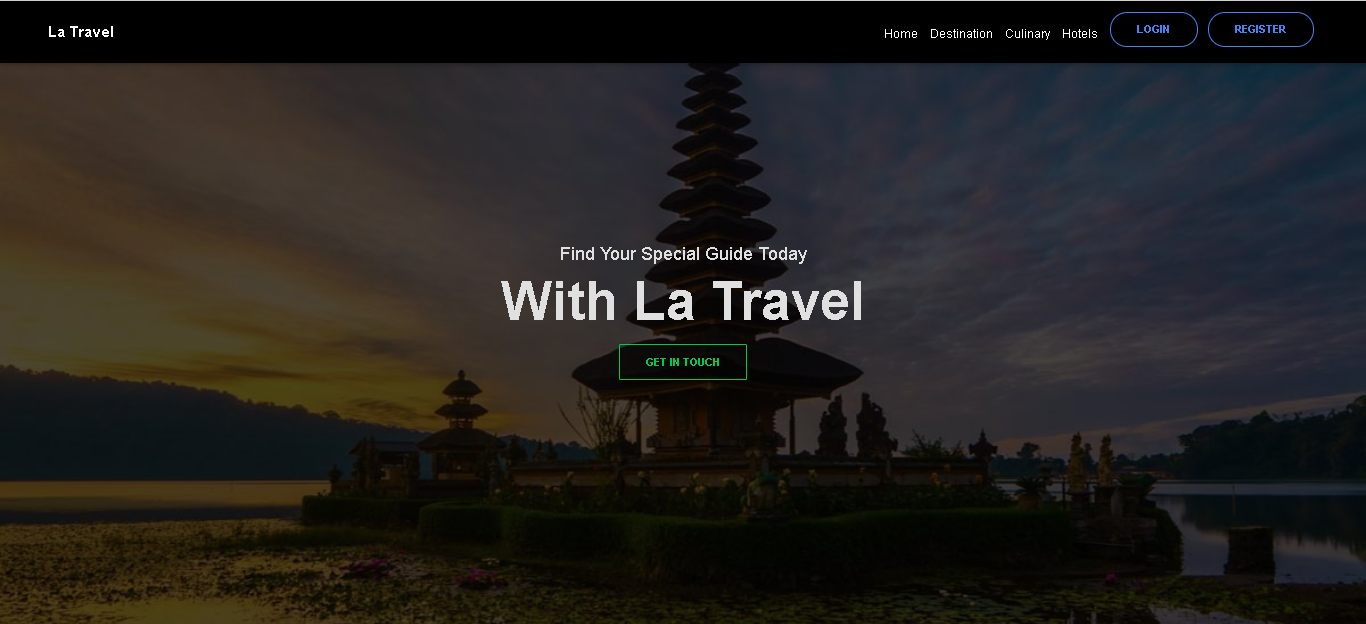 La Travel
Home Destination Culinary Hotels LOGIN REGISTER
Find Your Special Guide Today
With La Travel
GET IN TOUCH